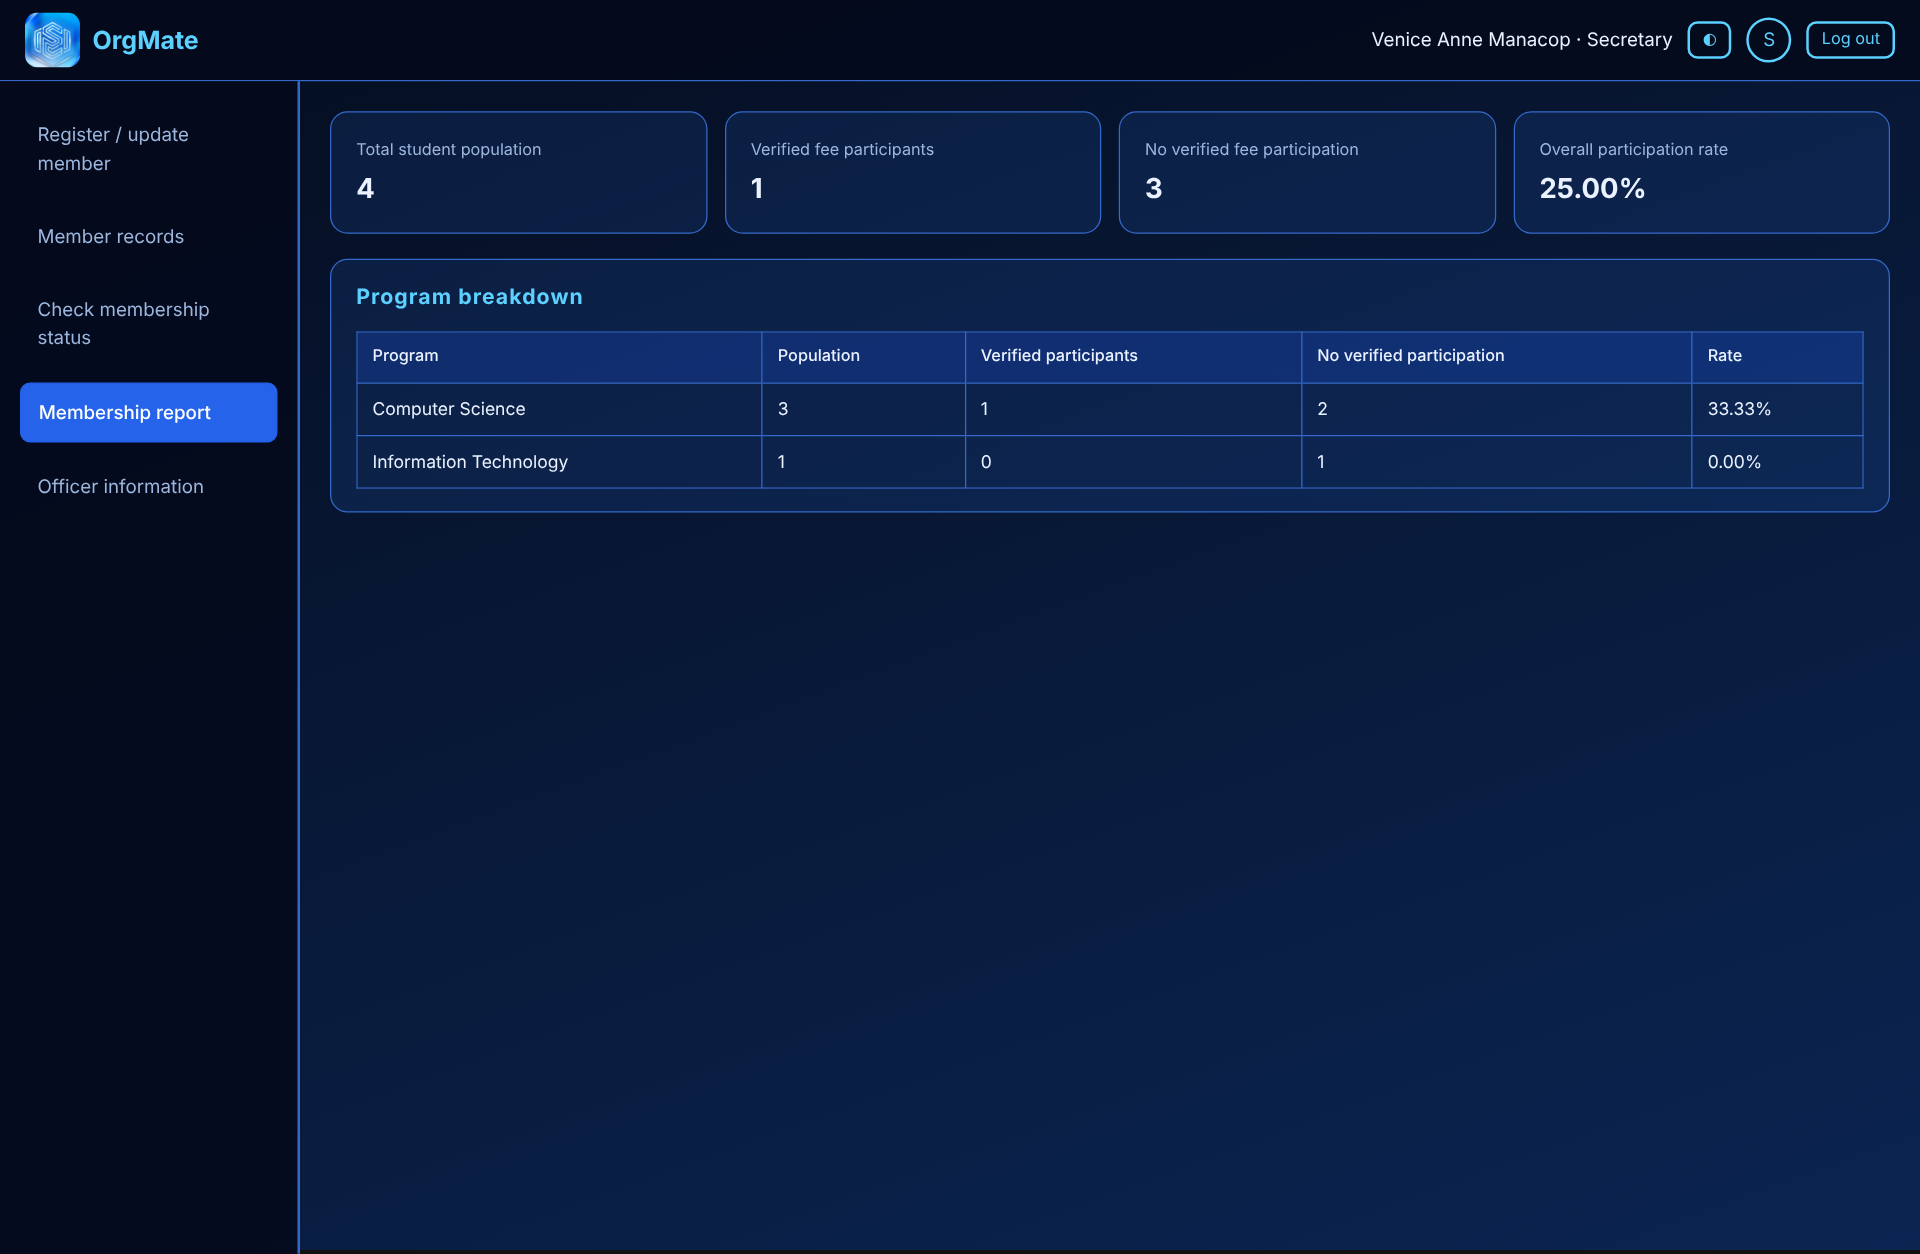 OrgMate
Venice Anne Manacop · Secretary
◐
S
Log out
Register / update
member
Member records
Check membership
status
Membership report
Officer information
Total student population
4
Verified fee participants
1
No verified fee participation
3
Overall participation rate
25.00%
Program breakdown
Program Population Verified participants No verified participation Rate
Computer Science 3 1 2 33.33%
Information Technology 1 0 1 0.00%